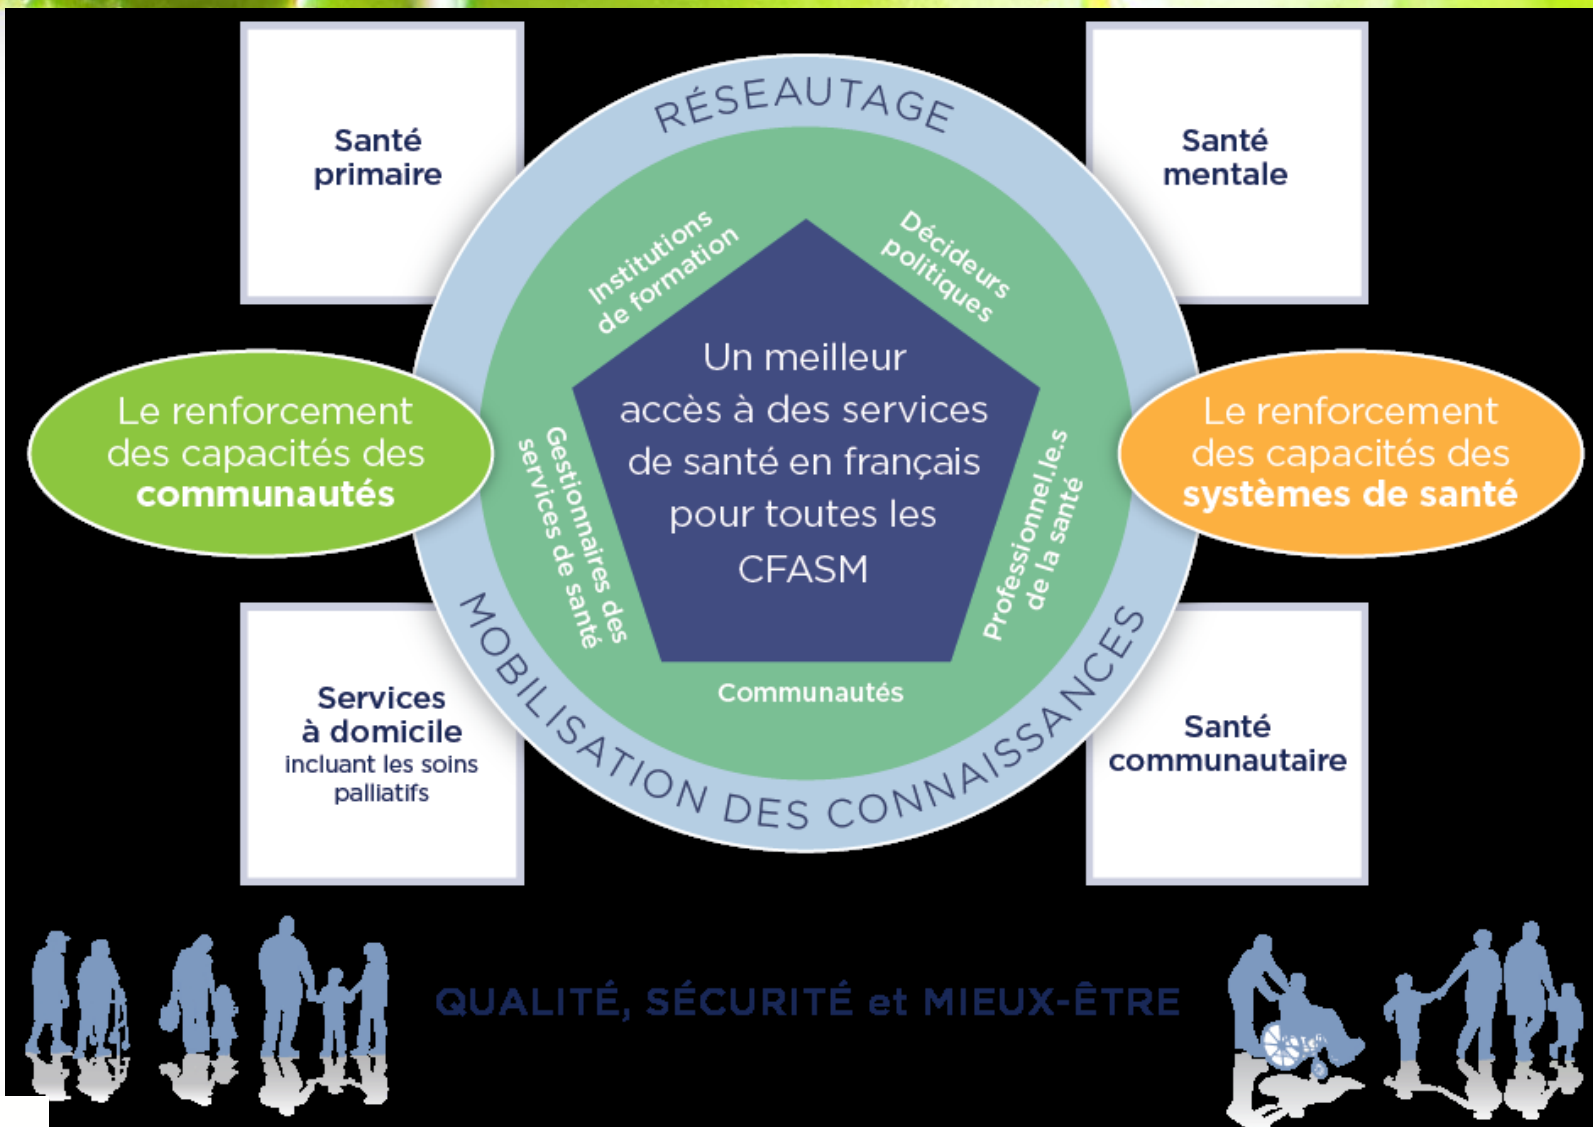 RÉSEAUTAGE
Santé
primaire
Santé
mentale
Institutions
de formation
Décideurs
politiques
Un meilleur
accès à des services
de santé en français
pour toutes les
CFASM
Le renforcement
des capacités des
communautés
Gestionnaires des
services de santé
Professionnel.le.s
de la santé
Le renforcement
des capacités des
systèmes de santé
Communautés
MOBILISATION DES CONNAISSANCES
Services
à domicile
incluant les soins
palliatifs
Santé
communautaire
QUALITÉ, SÉCURITÉ et MIEUX-ÊTRE